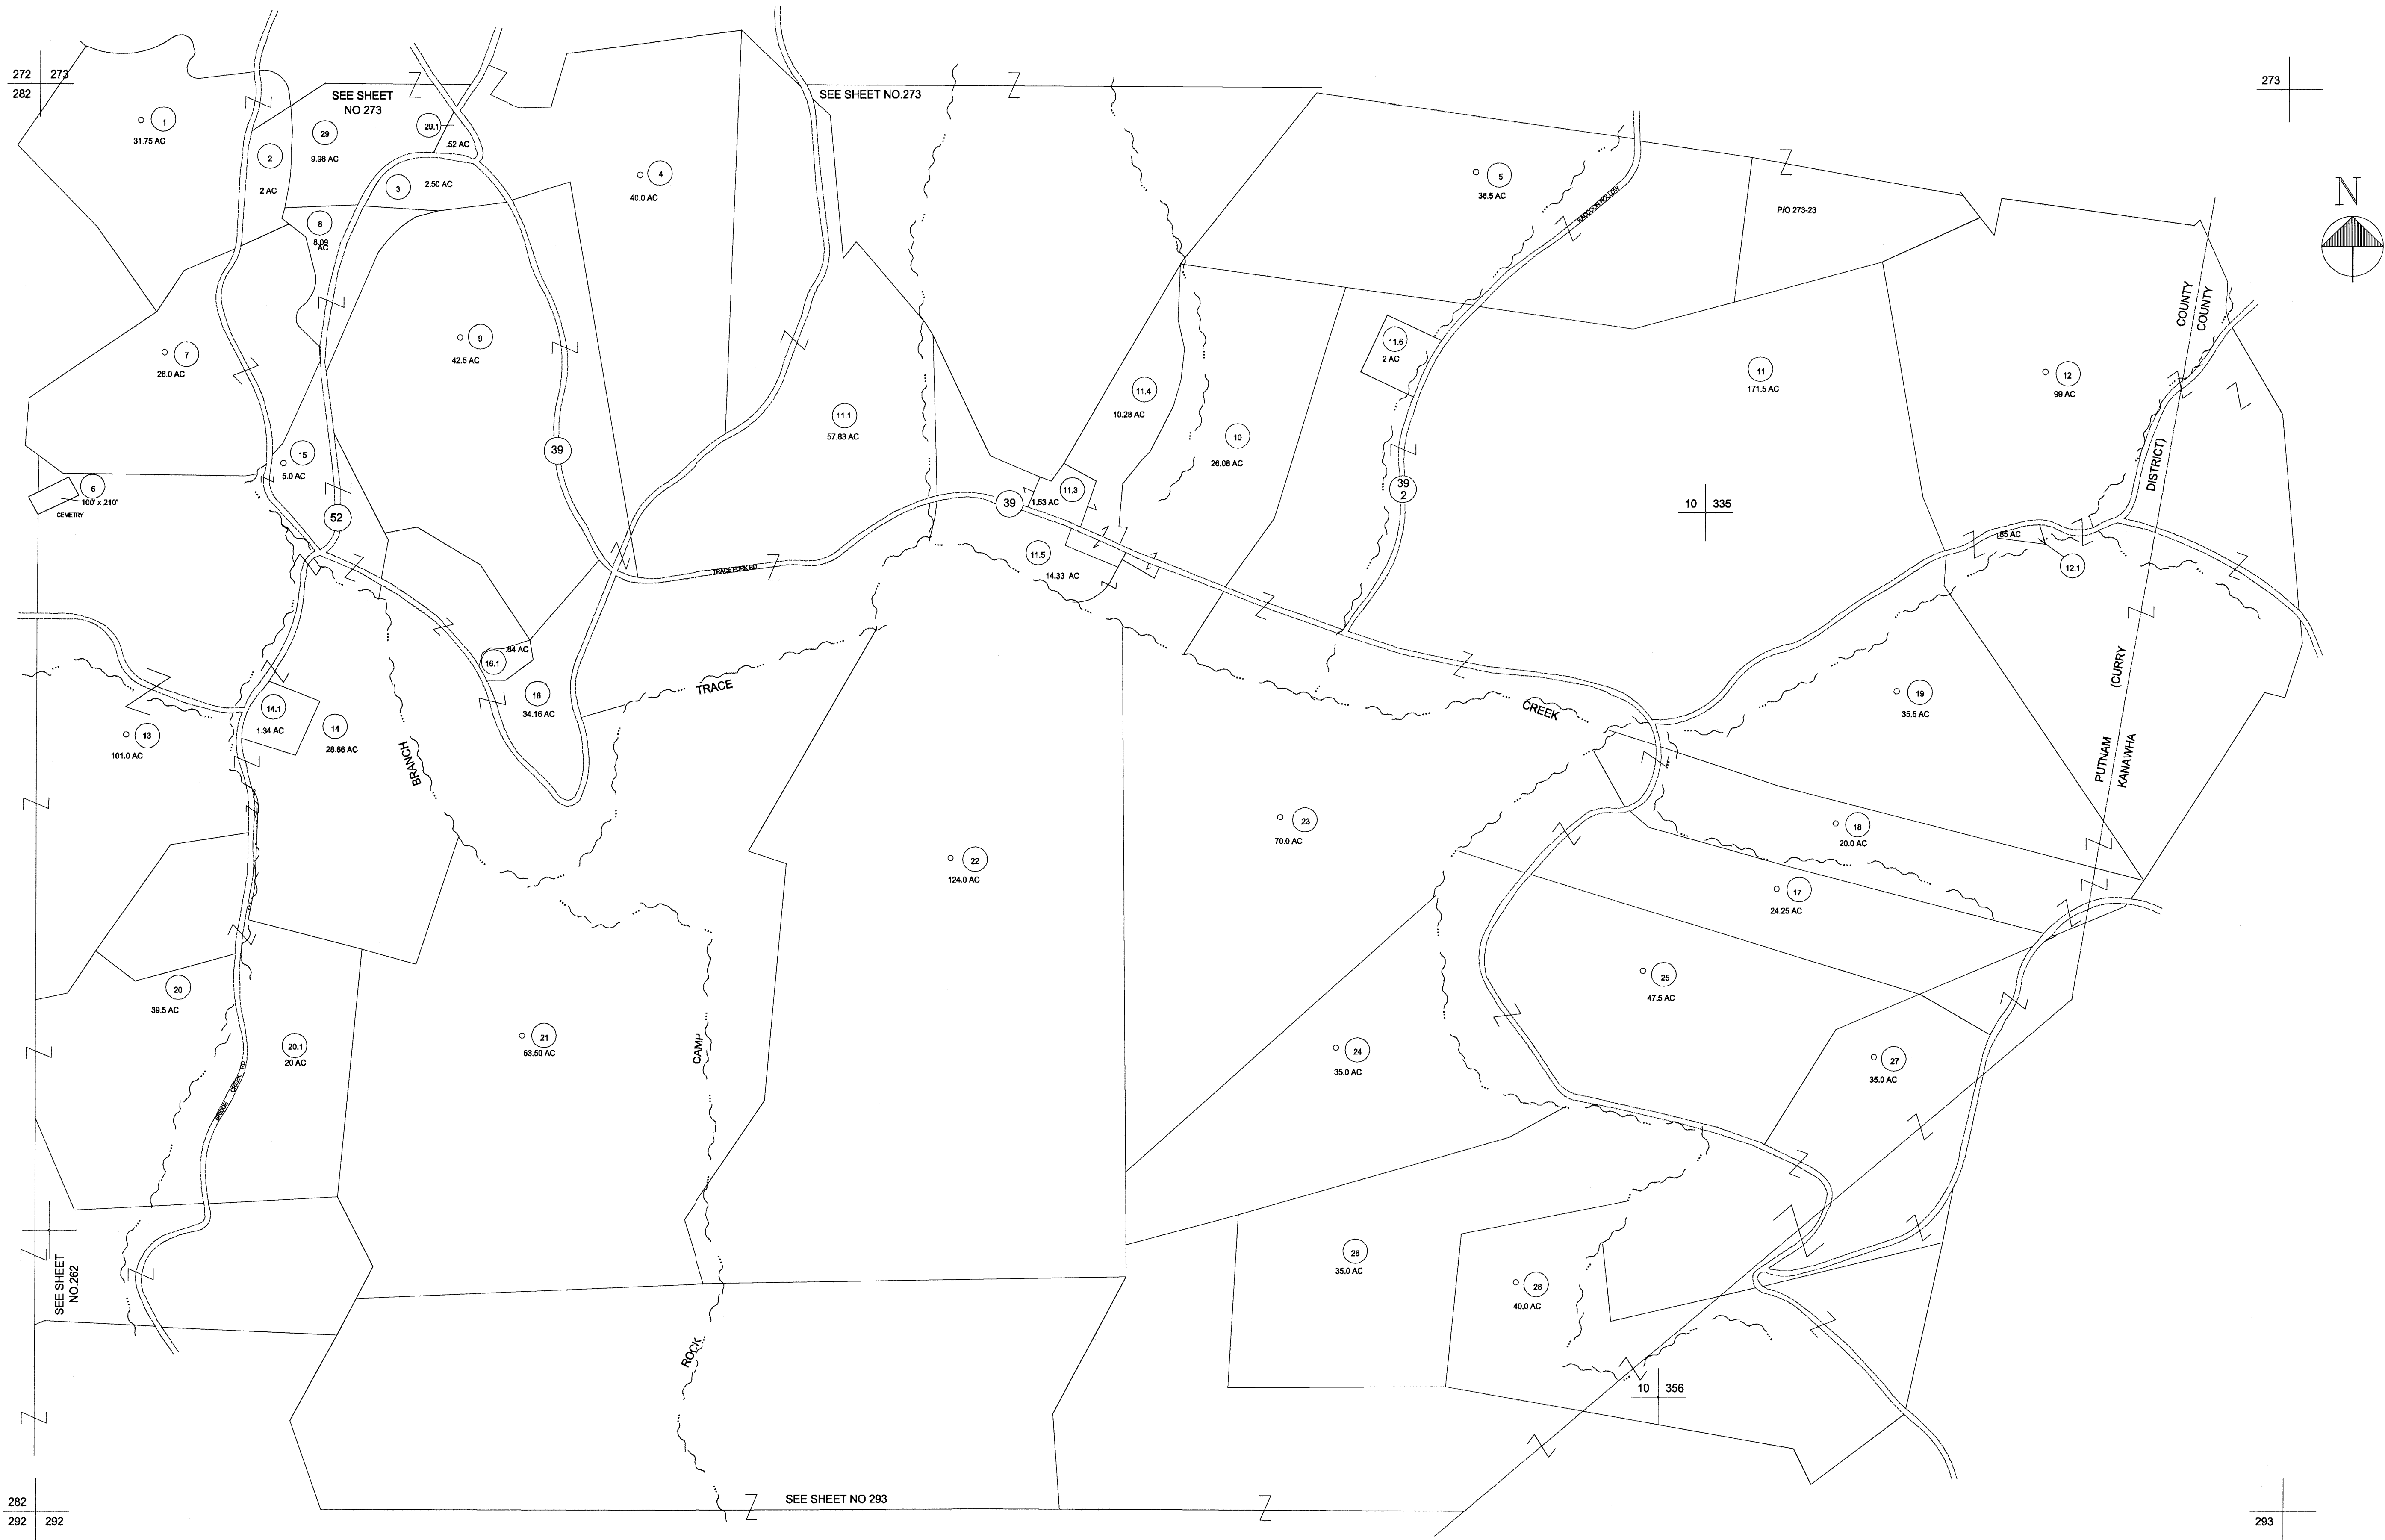 272 273
282
SEE SHEET
NO 273
SEE SHEET NO.273
273
N
1
31.75 AC
2
2 AC
29
9.98 AC
29.1
.52 AC
3
2.50 AC
4
40.0 AC
5
36.5 AC
RACCOON HOLLOW
P/O 273-23
8
8.09
AC
7
26.0 AC
9
42.5 AC
39
11.1
57.83 AC
11.4
10.28 AC
10
26.08 AC
11.6
2 AC
11
171.5 AC
12
99 AC
COUNTY
COUNTY
DISTRICT)
15
5.0 AC
6
100' x 210'
CEMETRY
52
39
11.3
1.53 AC
39
2
10 335
TRACE FORK RD
11.5
14.33 AC
.85 AC
12.1
16.1
.84 AC
16
34.16 AC
TRACE
CREEK
19
35.5 AC
(CURRY
PUTNAM
KANAWHA
13
101.0 AC
14.1
1.34 AC
14
28.66 AC
BRANCH
22
124.0 AC
23
70.0 AC
18
20.0 AC
17
24.25 AC
20
39.5 AC
20.1
20 AC
CREEK RD
21
63.50 AC
CAMP
25
47.5 AC
24
35.0 AC
27
35.0 AC
SEE SHEET
NO.262
26
35.0 AC
28
40.0 AC
ROCK
10 356
282
292 292
SEE SHEET NO 293
293